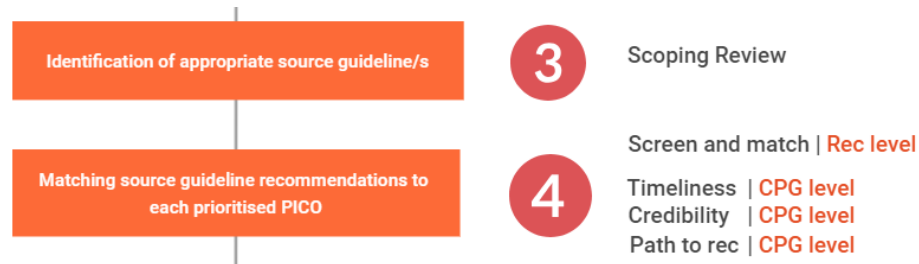 Identification of appropriate source guideline/s
3
Scoping Review
Matching source guideline recommendations to
each prioritised PICO
4
Screen and match | Rec level
Timeliness | CPG level
Credibility | CPG level
Path to rec | CPG level